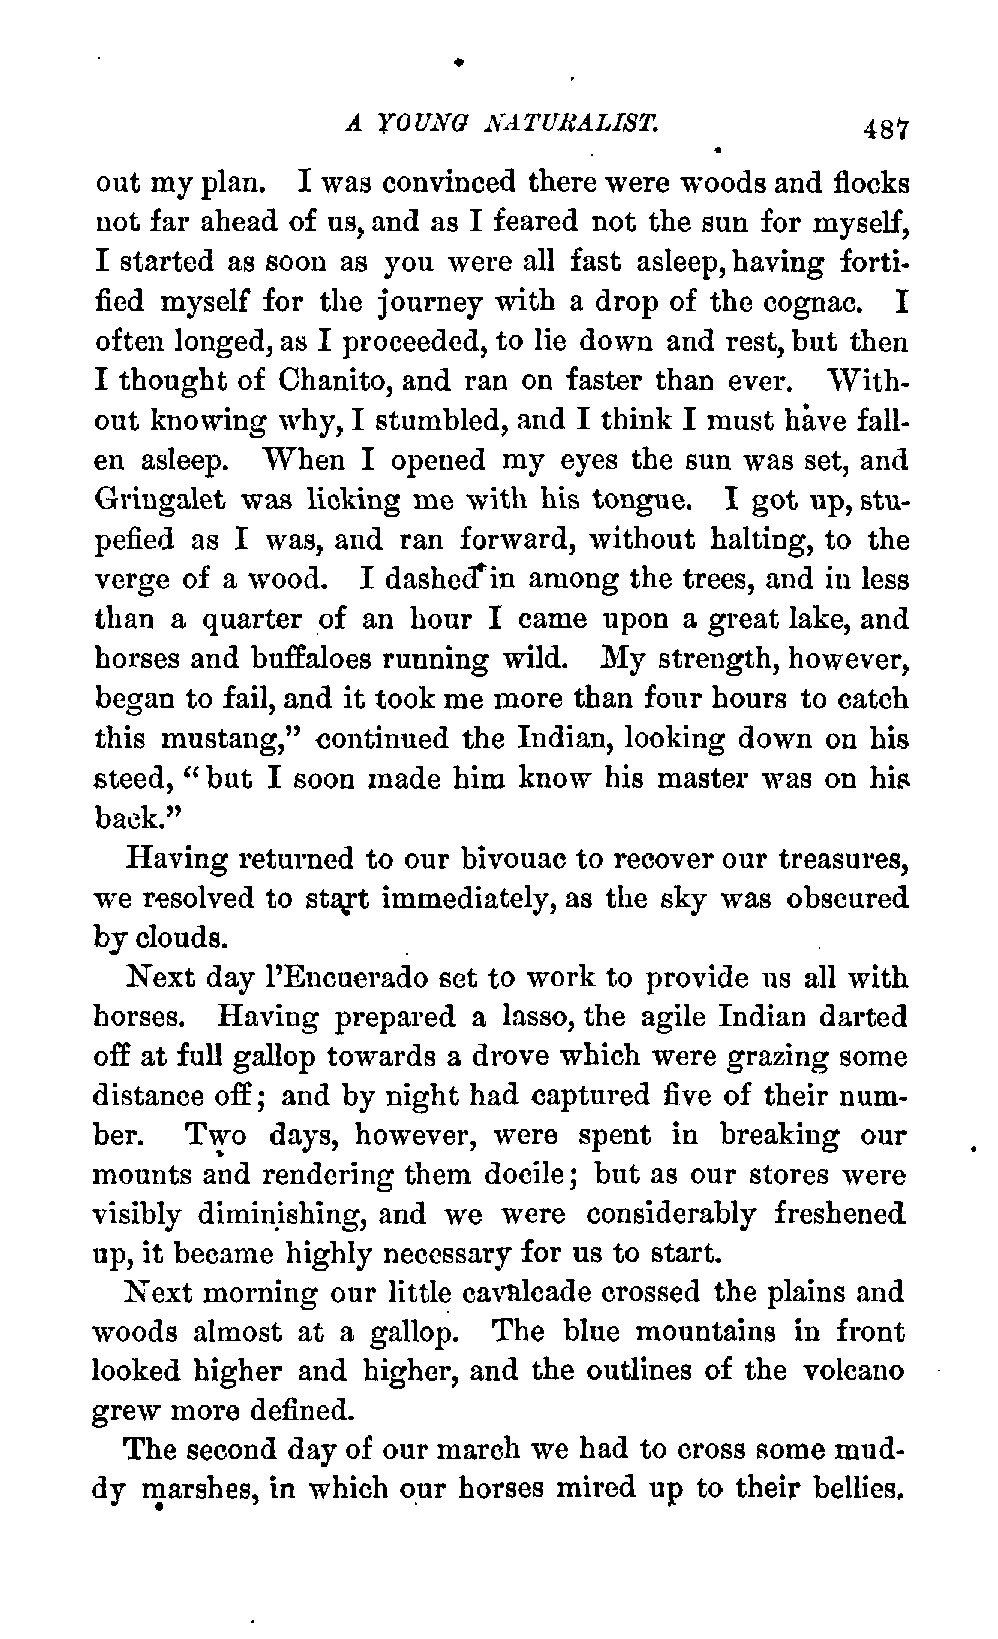 A YOUNG NATURALIST. 487
out my plan. I was convinced there were woods and flocks
not far ahead of us, and as I feared not the sun for myself,
I started as soon as you were all fast asleep, having forti-
fied myself for the journey with a drop of the cognac. I
often longed, as I proceeded, to lie down and rest, but then
I thought of Chanito, and ran on faster than ever. With-
out knowing why, I stumbled, and I think I must have fall-
en asleep. When I opened my eyes the sun was set, and
Gringalet was licking me with his tongue. I got up, stu-
pefied as I was, and ran forward, without halting, to the
verge of a wood. I dashed in among the trees, and in less
than a quarter of an hour I came upon a great lake, and
horses and buffaloes running wild. My strength, however,
began to fail, and it took me more than four hours to catch
this mustang,” continued the Indian, looking down on his
steed, “but I soon made him know his master was on his
back.”
Having returned to our bivouac to recover our treasures,
we resolved to start immediately, as the sky was obscured
by clouds.
Next day l'Encuerado set to work to provide us all with
horses. Having prepared a lasso, the agile Indian darted
off at full gallop towards a drove which were grazing some
distance off; and by night had captured five of their num-
ber. Two days, however, were spent in breaking our
mounts and rendering them docile; but as our stores were
visibly diminishing, and we were considerably freshened
up, it became highly necessary for us to start.
Next morning our little cavalcade crossed the plains and
woods almost at a gallop. The blue mountains in front
looked higher and higher, and the outlines of the volcano
grew more defined.
The second day of our march we had to cross some mud-
dy marshes, in which our horses mired up to their bellies.